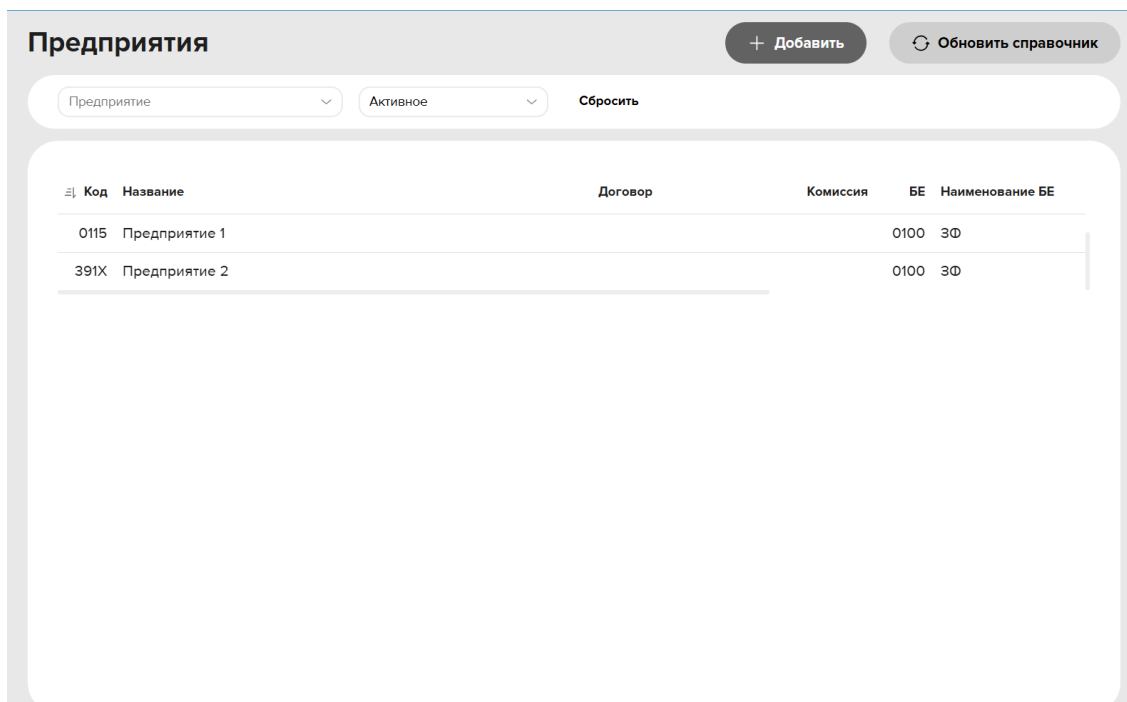 Предприятия
Добавить
Обновить справочник
Предприятие
Активное
Сбросить
Код Название Договор Комиссия БЕ Наименование БЕ
0115 Предприятие 1 0100 ЗФ
391X Предприятие 2 0100 ЗФ